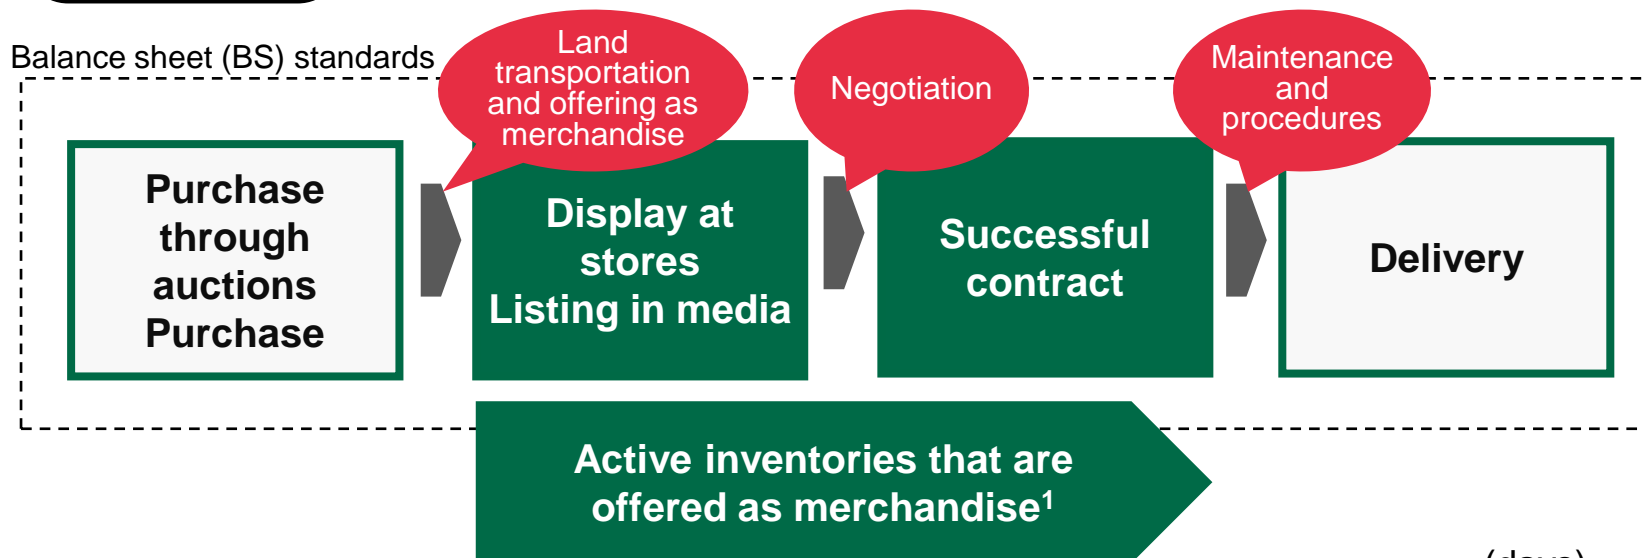 Balance sheet (BS) standards
Land
transportation
and offering as
merchandise
Negotiation
Maintenance
and
procedures
Purchase
through
auctions
Purchase
Display at
stores
Listing in media
Successful
contract
Delivery
Active inventories that are
offered as merchandise1
(days)